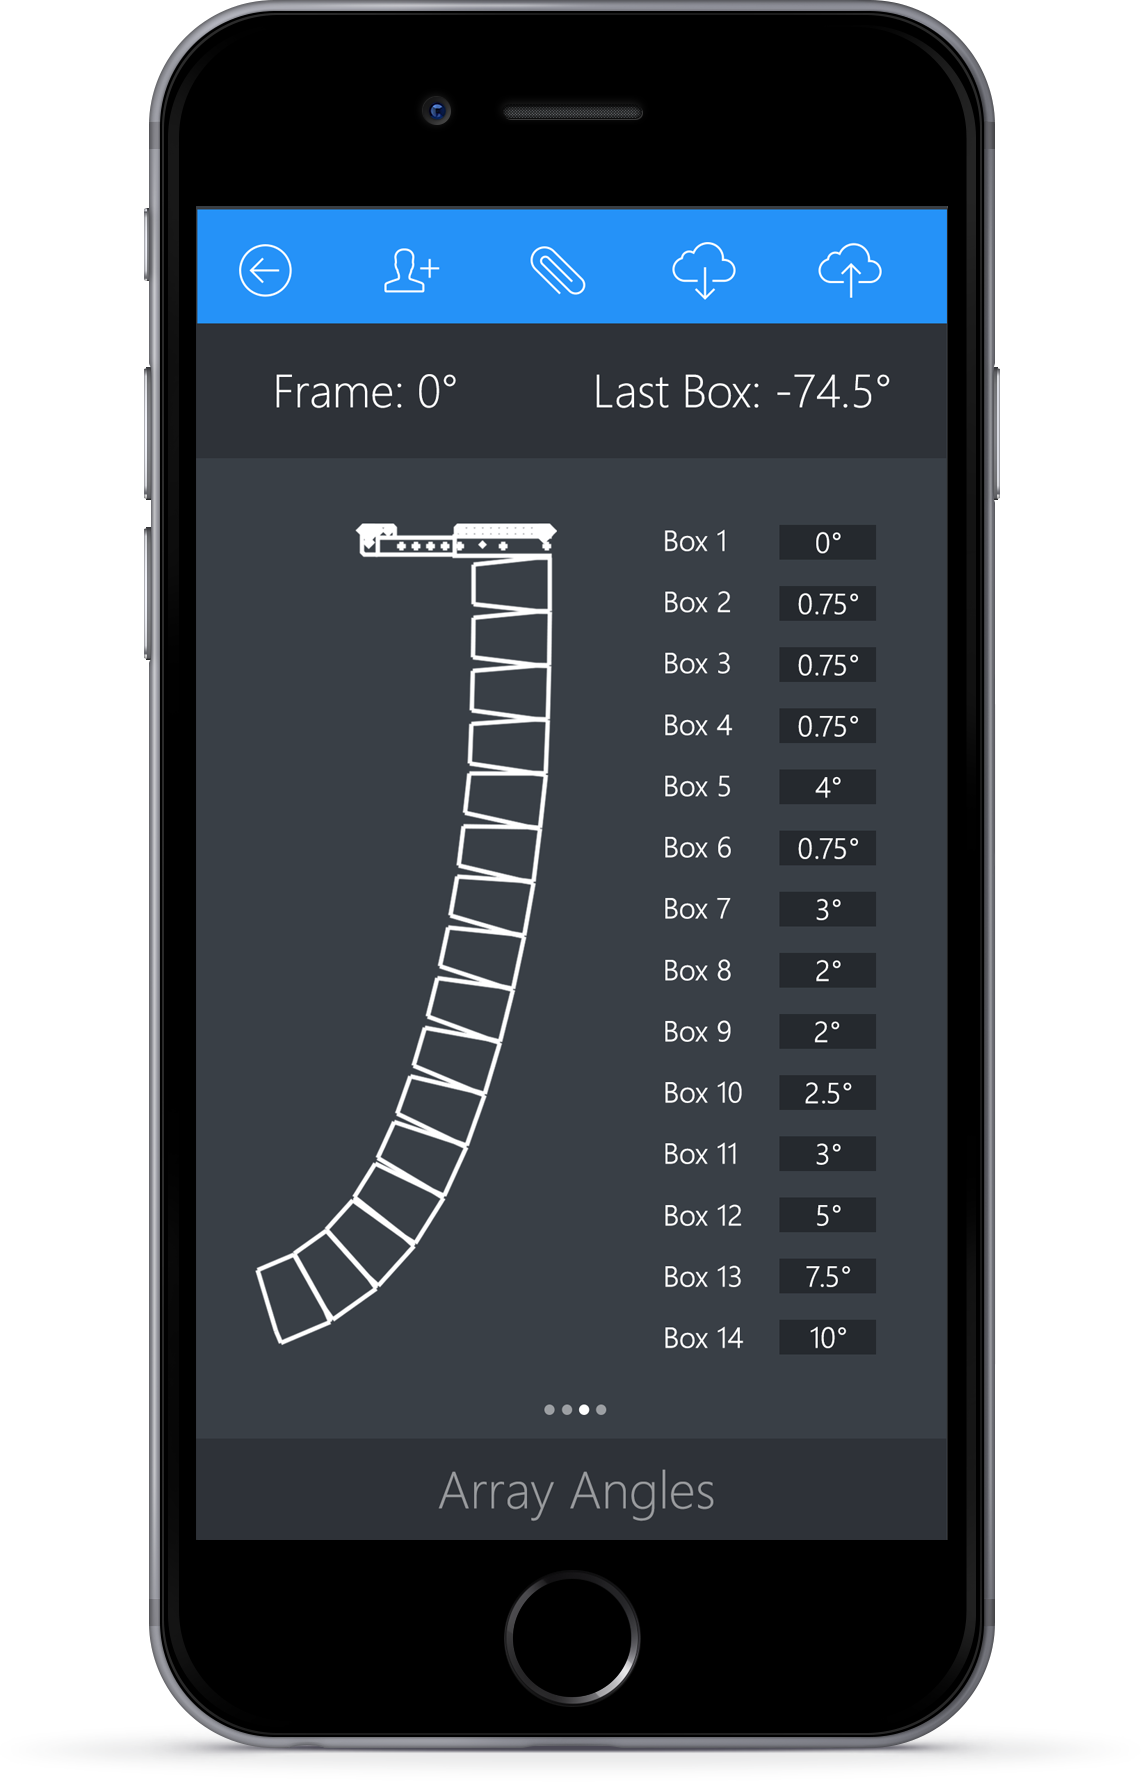 Frame: 0° Last Box: -74.5°
Box 1 0°
Box 2 0.75°
Box 3 0.75°
Box 4 0.75°
Box 5 4°
Box 6 0.75°
Box 7 3°
Box 8 2°
Box 9 2°
Box 10 2.5°
Box 11 3°
Box 12 5°
Box 13 7.5°
Box 14 10°
Array Angles